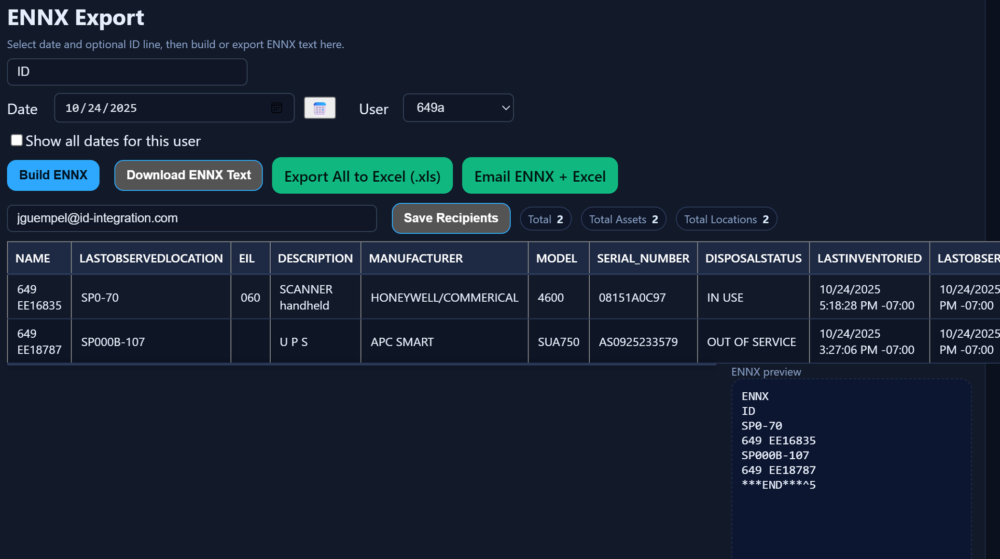 ENNX Export
Select date and optional ID line, then build or export ENNX text here.
ID
Date 10/24/2025 User 649a
Show all dates for this user
Build ENNX Download ENNX Text Export All to Excel (.xls) Email ENNX + Excel
jguempel@id-integration.com Save Recipients Total 2 Total Assets 2 Total Locations 2
NAME LASTOBSERVEDLOCATION EIL DESCRIPTION MANUFACTURER MODEL SERIAL_NUMBER DISPOSALSTATUS LASTINVENTORIED LASTOBSER
649 EE16835 SP0-70 060 SCANNER handheld HONEYWELL/COMMERICAL 4600 08151A0C97 IN USE 10/24/2025 5:18:28 PM -07:00 10/24/2025 PM -07:00
649 EE18787 SP000B-107 U P S APC SMART SUA750 AS0925233579 OUT OF SERVICE 10/24/2025 3:27:06 PM -07:00 10/24/2025 PM -07:00
ENNX preview
ENNX
ID
SP0-70
649 EE16835
SP000B-107
649 EE18787
***END***^5